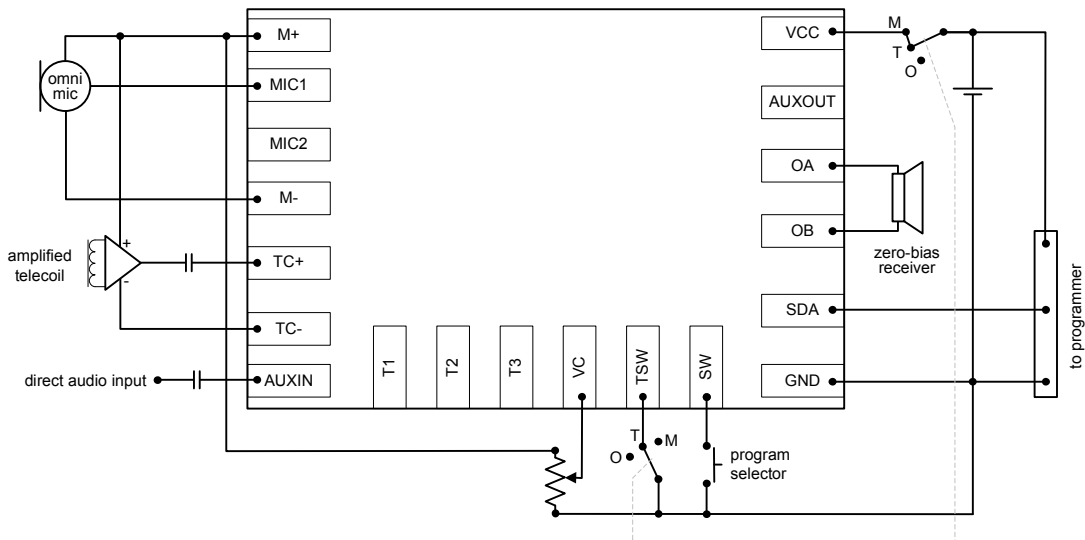 M+
MIC1
MIC2
M-
TC+
TC-
AUXIN
omni
mic
amplified
telecoil
+
-
direct audio input
T1
T2
T3
VC
TSW
SW
VCC
AUXOUT
OA
OB
SDA
GND
M
T
O
zero-bias
receiver
to programmer
T
M
O
program
selector